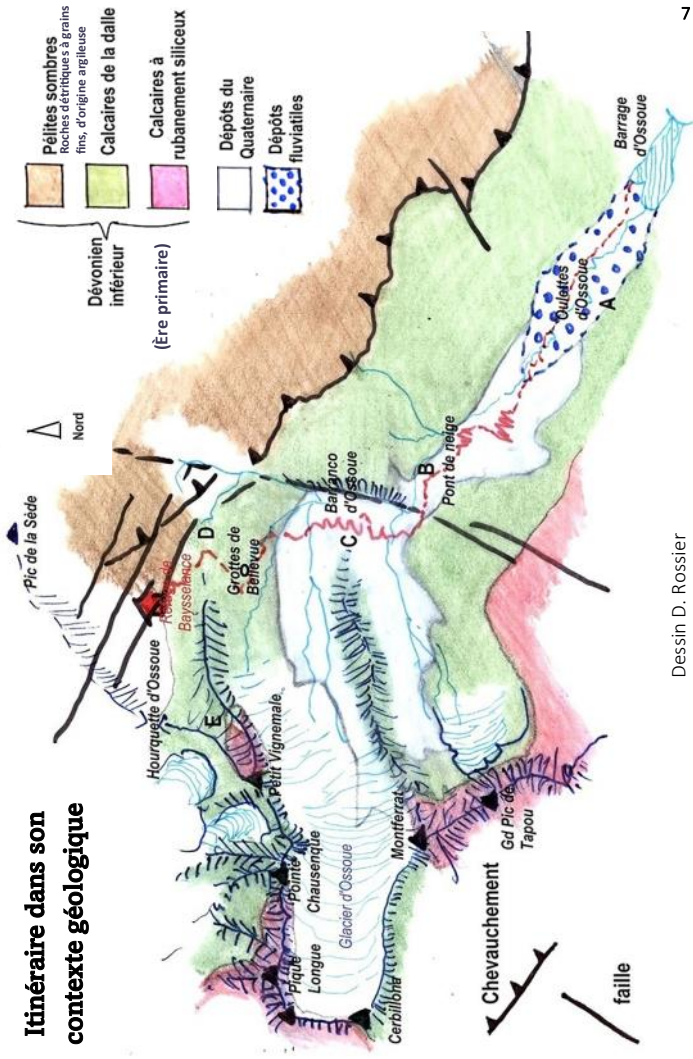 Itinéraire dans son
contexte géologique
Nord
Pic de la Sède
Dévonien
inférieur
(Ère primaire)
Pélites sombres
Roches détritiques à grains
fins, d'origine argileuse
Calcaires de la dalle
Calcaires à
rubanement siliceux
Dépôts du
Quaternaire
Dépôts
fluviatiles
Hourquette d'Ossoue
Refuge de
Bayssellance
D
E
Grottes de
Bellevue
Petit Vignemale
Pointe
Chausenque
Pique
Longue
Glacier d'Ossoue
Cerbillona
Montferrat
Gd Pic de
Tapou
Barranco
d'Ossoue
C
B
Pont de neige
Oulettes
d'Ossoue
A
Barrage
d'Ossoue
Chevauchement
faille
Dessin D. Rossier
7